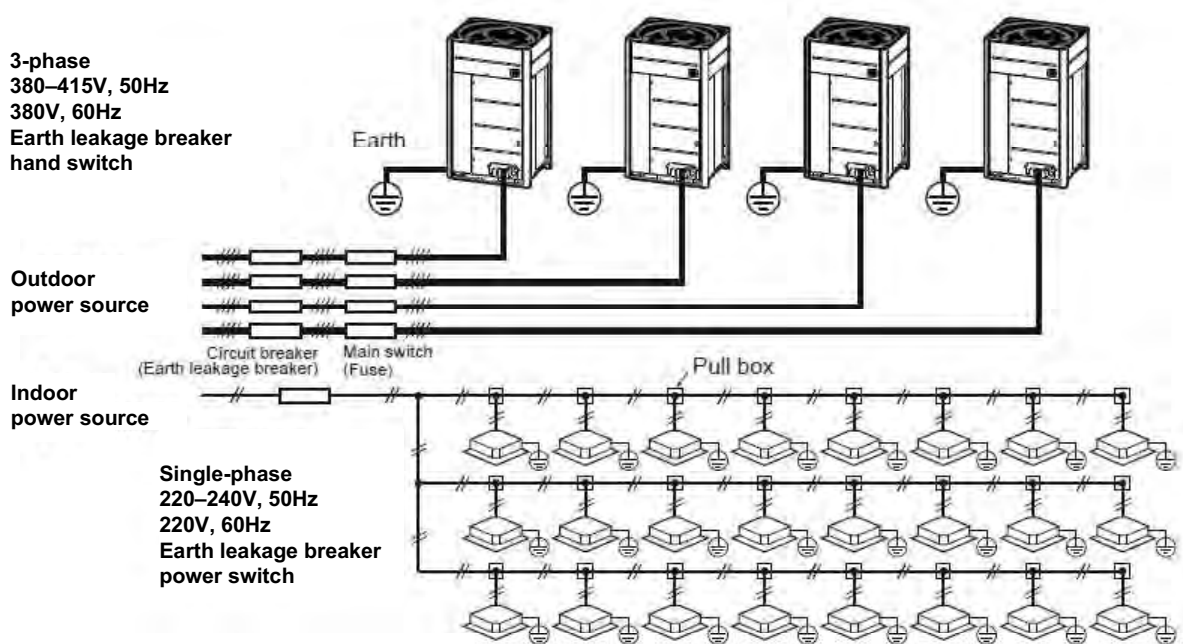 3-phase
380–415V, 50Hz
380V, 60Hz
Earth leakage breaker
hand switch
Earth
Outdoor
power source
Circuit breaker
(Earth leakage breaker)
Main switch
(Fuse)
Pull box
Indoor
power source
Single-phase
220–240V, 50Hz
220V, 60Hz
Earth leakage breaker
power switch